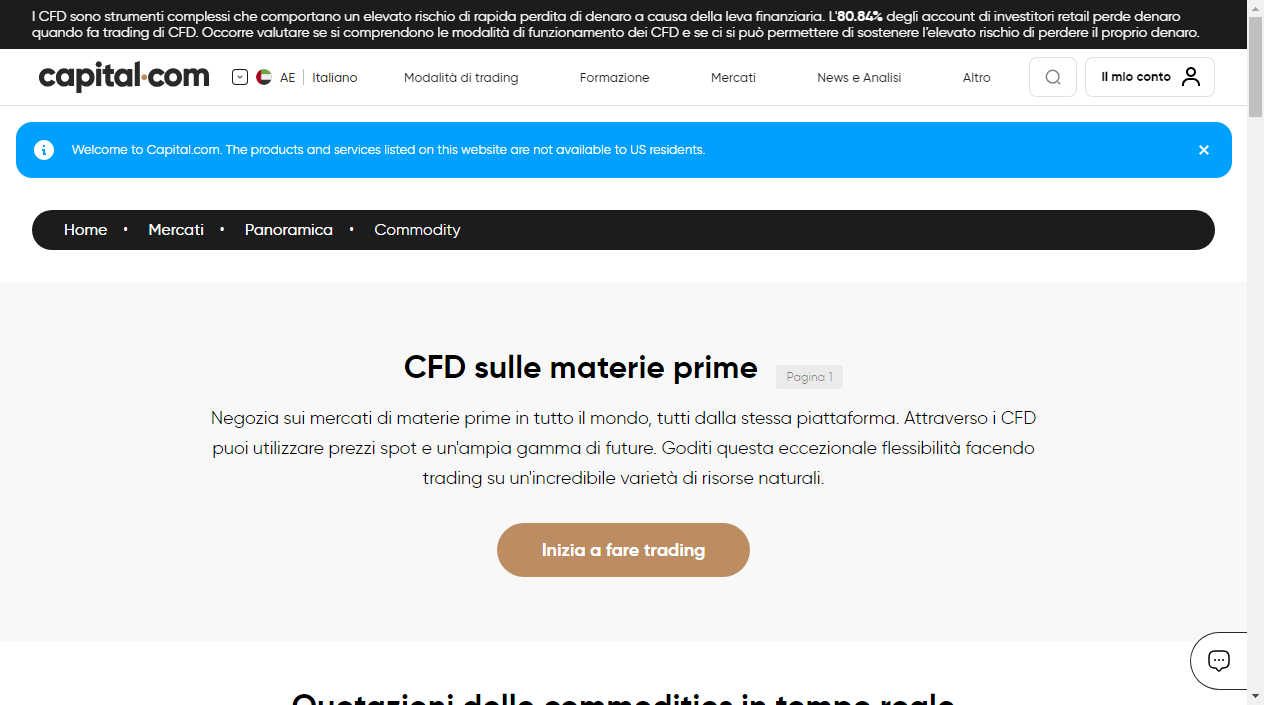 I CFD sono strumenti complessi che comportano un elevato rischio di rapida perdita di denaro a causa della leva finanziaria. L'80.84% degli account di investitori retail perde denaro
quando fa trading di CFD. Occorre valutare se si comprendono le modalità di funzionamento dei CFD e se ci si può permettere di sostenere l’elevato rischio di perdere il proprio denaro.
capital.com AE Italiano Modalità di trading Formazione Mercati News e Analisi Altro Il mio conto
Welcome to Capital.com. The products and services listed on this website are not available to US residents.
Home • Mercati • Panoramica • Commodity
CFD sulle materie prime Pagina 1
Negozia sui mercati di materie prime in tutto il mondo, tutti dalla stessa piattaforma. Attraverso i CFD
puoi utilizzare prezzi spot e un'ampia gamma di future. Goditi questa eccezionale flessibilità facendo
trading su un'incredibile varietà di risorse naturali.
Inizia a fare trading
Quotazioni delle commodities in tempo reale